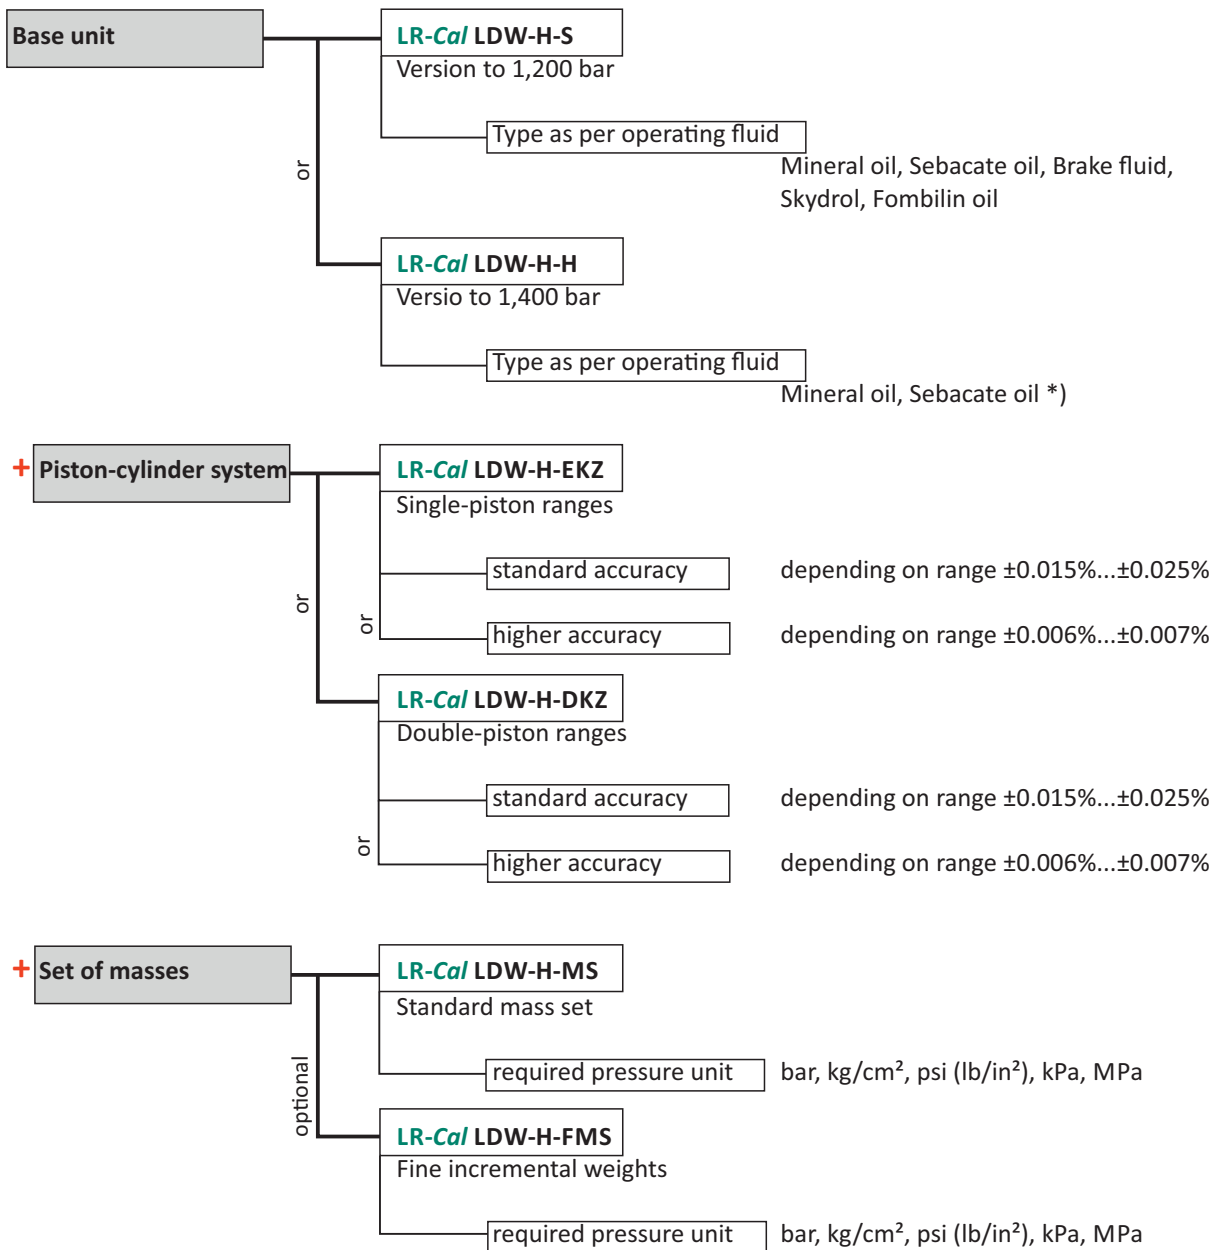 Base unit
LR-Cal LDW-H-S
Version to 1,200 bar
Type as per operating fluid
Mineral oil, Sebacate oil, Brake fluid,
Skydrol, Fombilin oil
or
LR-Cal LDW-H-H
Versio to 1,400 bar
Type as per operating fluid
Mineral oil, Sebacate oil *)
+ Piston-cylinder system
LR-Cal LDW-H-EKZ
Single-piston ranges
standard accuracy depending on range ±0.015%...±0.025%
or
or
higher accuracy depending on range ±0.006%...±0.007%
LR-Cal LDW-H-DKZ
Double-piston ranges
standard accuracy depending on range ±0.015%...±0.025%
or
higher accuracy depending on range ±0.006%...±0.007%
+ Set of masses
LR-Cal LDW-H-MS
Standard mass set
required pressure unit bar, kg/cm², psi (lb/in²), kPa, MPa
optional
LR-Cal LDW-H-FMS
Fine incremental weights
required pressure unit bar, kg/cm², psi (lb/in²), kPa, MPa